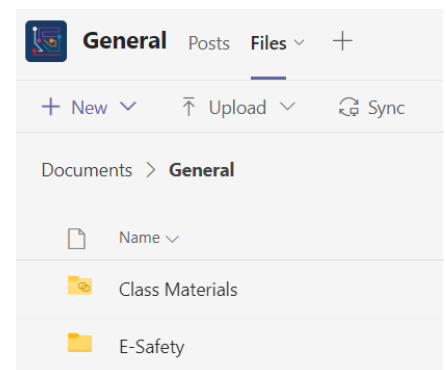 General Posts Files
New Upload Sync
Documents > General
Name
Class Materials
E-Safety